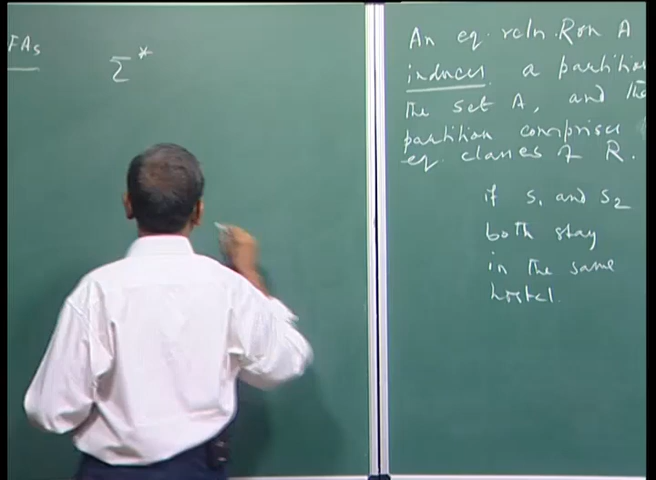 FAs
Σ*
An eq. reln. R on A
induces a partition
the set A, and the
partition comprises
eq. classes of R.
if s1 and s2
both stay
in the same
hostel.